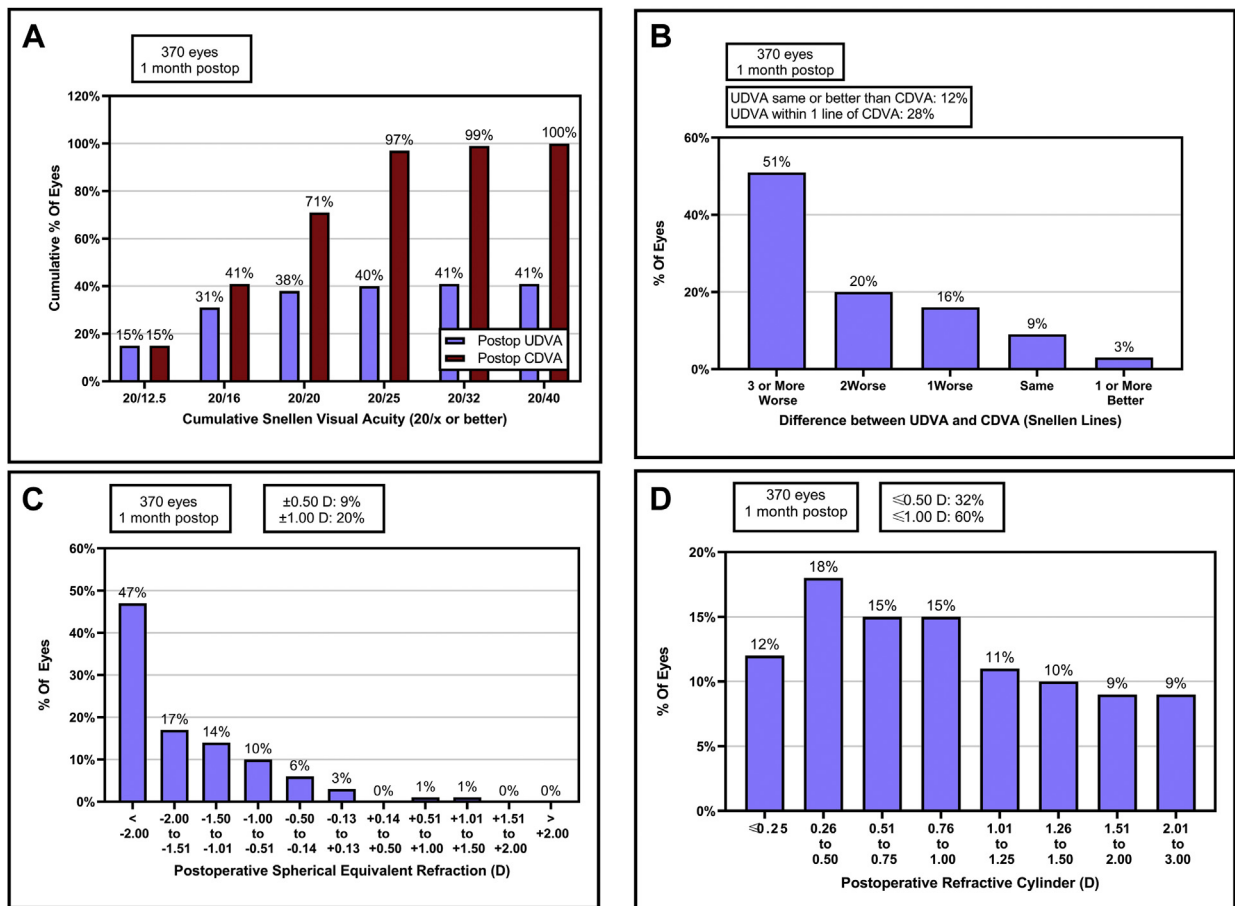 A
370 eyes
1 month postop
120%
100%
80%
60%
40%
20%
0%
Cumulative % Of Eyes
15% 15%
31%
41%
38%
71%
40%
97%
41%
99%
41%
100%
Postop UDVA
Postop CDVA
20/12.5 20/16 20/20 20/25 20/32 20/40
Cumulative Snellen Visual Acuity (20/x or better)
B
370 eyes
1 month postop
UDVA same or better than CDVA: 12%
UDVA within 1 line of CDVA: 28%
60%
40%
20%
0%
% Of Eyes
51%
20%
16%
9%
3%
3 or More 2Worse 1Worse Same 1 or More
Worse Better
Difference between UDVA and CDVA (Snellen Lines)
C
370 eyes
1 month postop
±0.50 D: 9%
±1.00 D: 20%
60%
50%
40%
30%
20%
10%
0%
% Of Eyes
47%
17%
14%
10%
6%
3%
0%
1%
1%
0%
0%
< -2.00 -1.50 -1.00 -0.50 -0.13 +0.14 +0.51 +1.01 +1.51 >
-2.00 to to to to to to to to to +2.00
-1.51 -1.01 -0.51 -0.14 +0.13 +0.50 +1.00 +1.50 +2.00
Postoperative Spherical Equivalent Refraction (D)
D
370 eyes
1 month postop
⩽0.50 D: 32%
⩽1.00 D: 60%
20%
15%
10%
5%
0%
% Of Eyes
12%
18%
15%
15%
11%
10%
9%
9%
⩽0.25 0.26 0.51 0.76 1.01 1.26 1.51 2.01
to to to to to to to
0.50 0.75 1.00 1.25 1.50 2.00 3.00
Postoperative Refractive Cylinder (D)